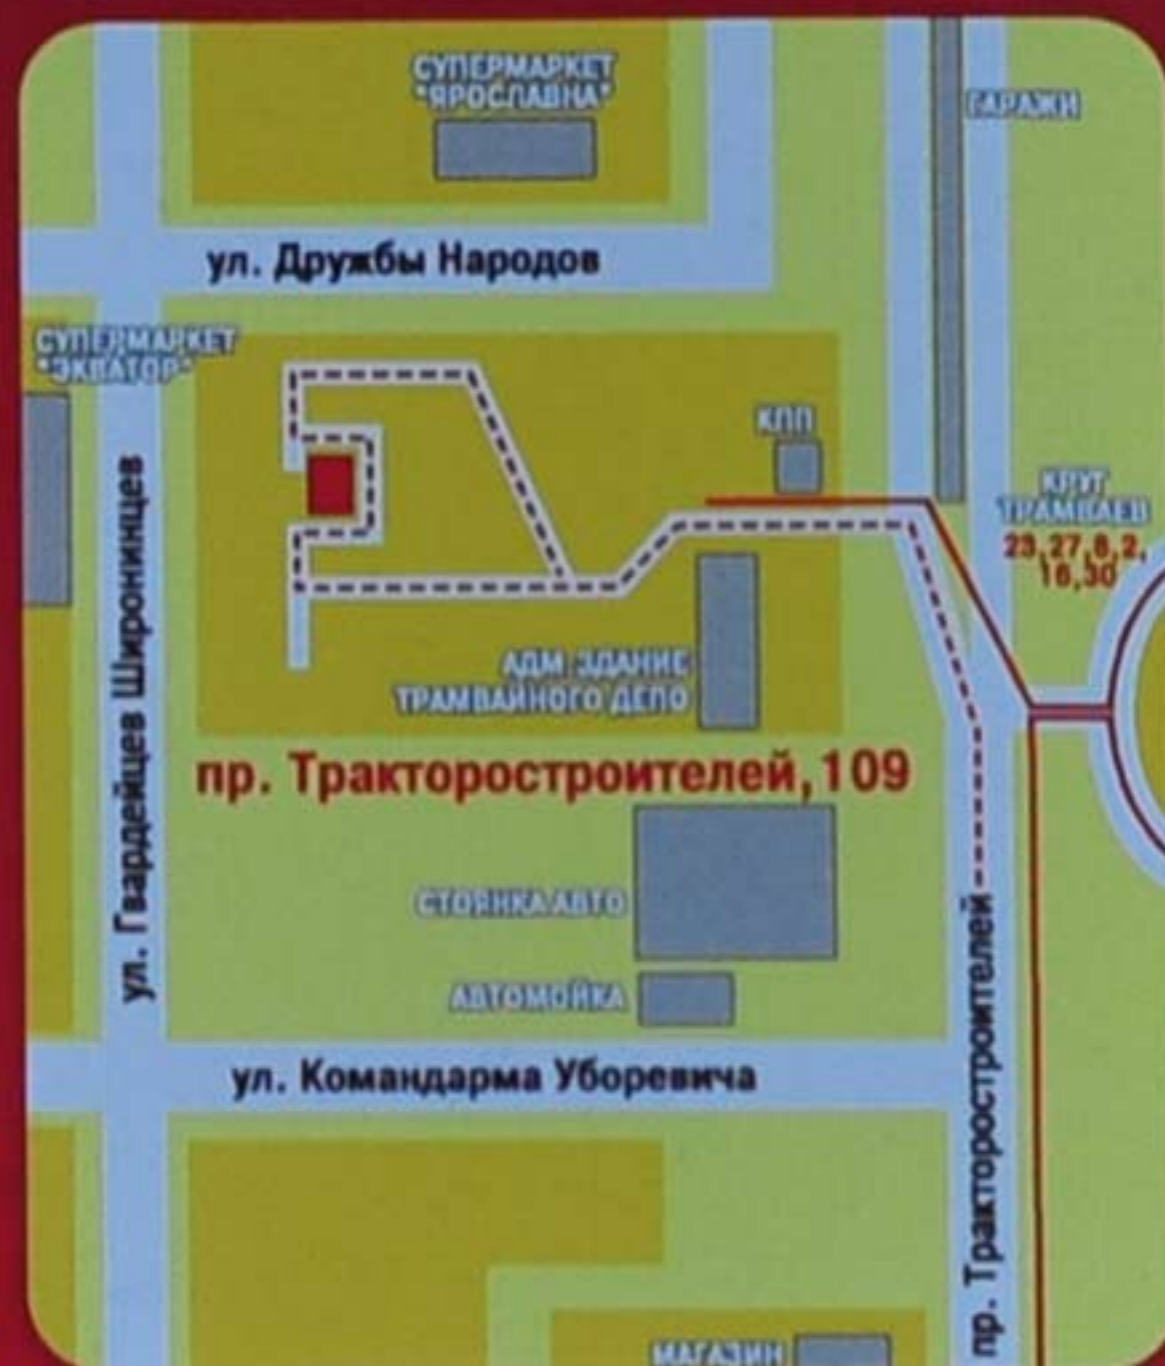 СУПЕРМАРКЕТ
"ЯРОСЛАВНА"
ГАРАЖИ
ул. Дружбы Народов
СУПЕРМАРКЕТ
"ЭКВАТОР"
КПП
КРУГ
ТРАМВАЕВ
23,27,8,2,
16,30
ул. Гвардейцев Широнинцев
АДМ ЗДАНИЕ
ТРАМВАЙНОГО ДЕПО
пр. Тракторостроителей,109
СТОЯНКА АВТО
АВТОМОЙКА
ул. Командарма Уборевича
пр. Тракторостроителей
МАГАЗИН